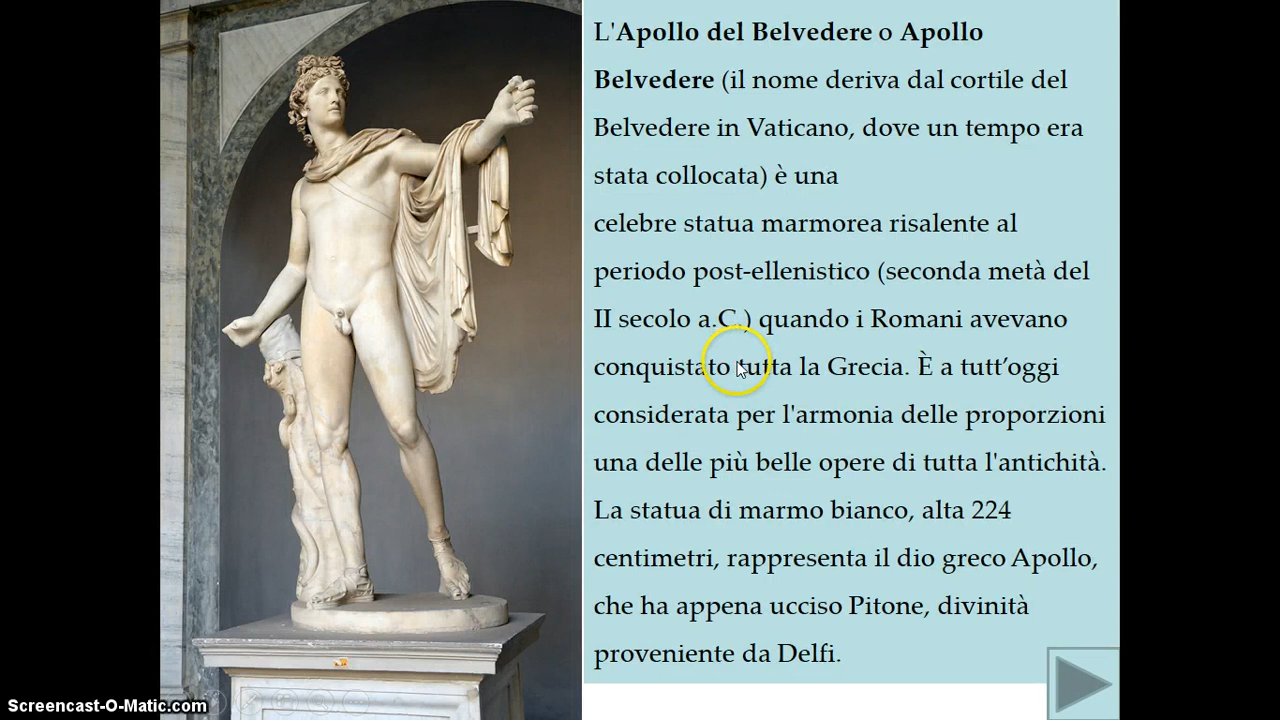 L'Apollo del Belvedere o Apollo
Belvedere (il nome deriva dal cortile del
Belvedere in Vaticano, dove un tempo era
stata collocata) è una
celebre statua marmorea risalente al
periodo post-ellenistico (seconda metà del
II secolo a.C.) quando i Romani avevano
conquistato tutta la Grecia. È a tutt’oggi
considerata per l'armonia delle proporzioni
una delle più belle opere di tutta l'antichità.
La statua di marmo bianco, alta 224
centimetri, rappresenta il dio greco Apollo,
che ha appena ucciso Pitone, divinità
proveniente da Delfi.
Screencast-O-Matic.com